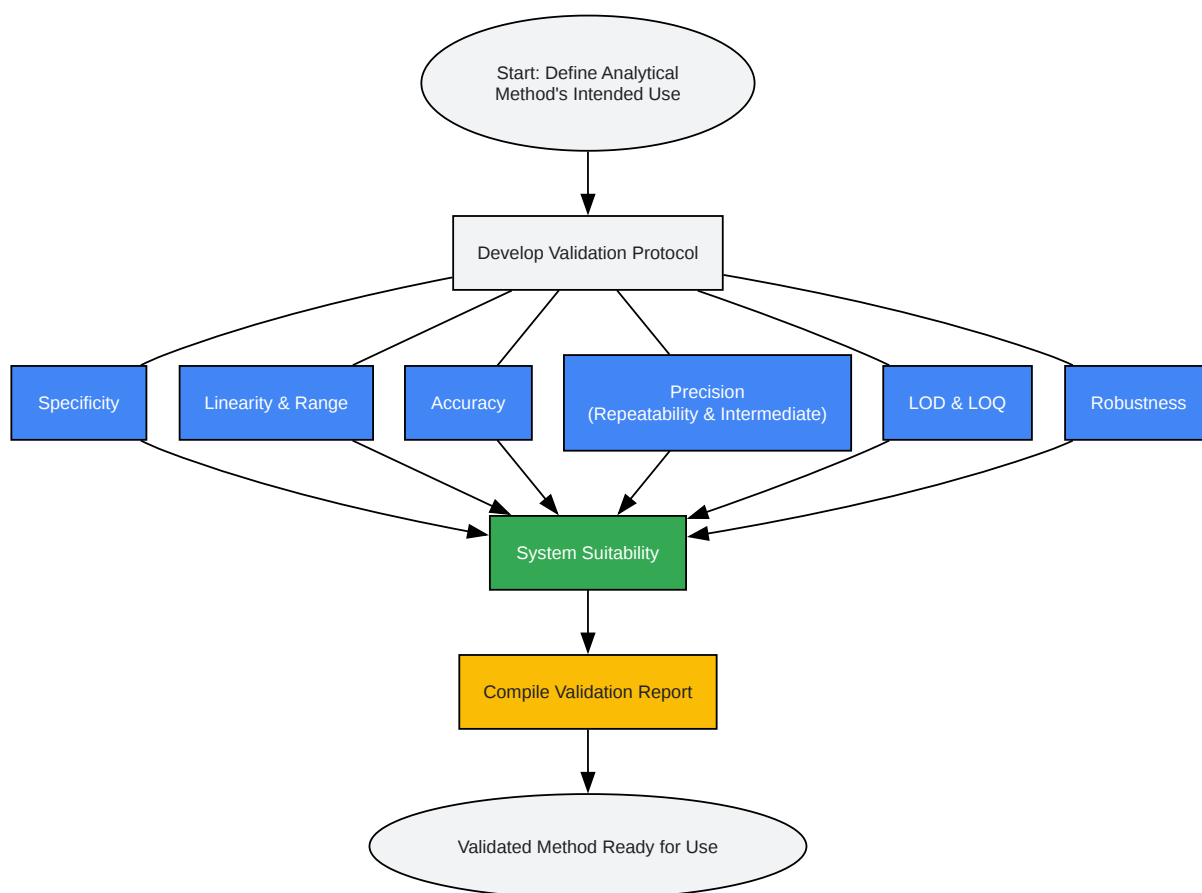 Start: Define Analytical
Method's Intended Use
Develop Validation Protocol
Specificity
Linearity & Range
Accuracy
Precision
(Repeatability & Intermediate)
LOD & LOQ
Robustness
System Suitability
Compile Validation Report
Validated Method Ready for Use